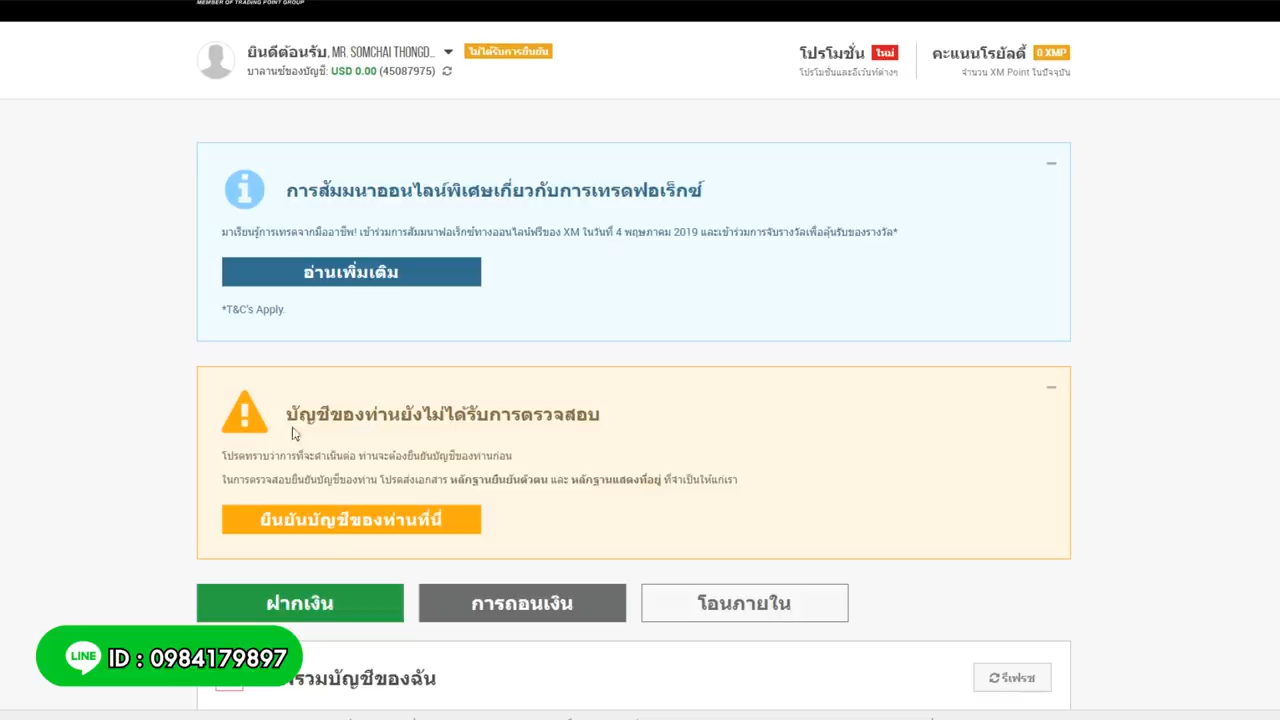 MEMBER OF TRADING POINT GROUP
ยินดีต้อนรับ, MR. SOMCHAI THONGD... ไม่ได้รับการยืนยัน
บาลานซ์ของบัญชี: USD 0.00 (45087975)
โปรโมชั่น ใหม่
โปรโมชั่นและอีเว้นท์ต่างๆ
คะแนนโรยัลตี้ 0 XMP
จำนวน XM Point ในปัจจุบัน
การสัมมนาออนไลน์พิเศษเกี่ยวกับการเทรดฟอเร็กซ์
มาเรียนรู้การเทรดจากมืออาชีพ! เข้าร่วมการสัมมนาฟอเร็กซ์ทางออนไลน์ฟรีของ XM ในวันที่ 4 พฤษภาคม 2019 และเข้าร่วมการจับรางวัลเพื่อลุ้นรับของรางวัล*
อ่านเพิ่มเติม
*T&C's Apply.
บัญชีของท่านยังไม่ได้รับการตรวจสอบ
โปรดทราบว่าการที่จะดำเนินต่อ ท่านจะต้องยืนยันบัญชีของท่านก่อน
ในการตรวจสอบยืนยันบัญชีของท่าน โปรดส่งเอกสาร หลักฐานยืนยันตัวตน และ หลักฐานแสดงที่อยู่ ที่จำเป็นให้แก่เรา
ยืนยันบัญชีของท่านที่นี่
ฝากเงิน
การถอนเงิน
โอนภายใน
LINE ID : 0984179897
รวมบัญชีของฉัน
รีเฟรช